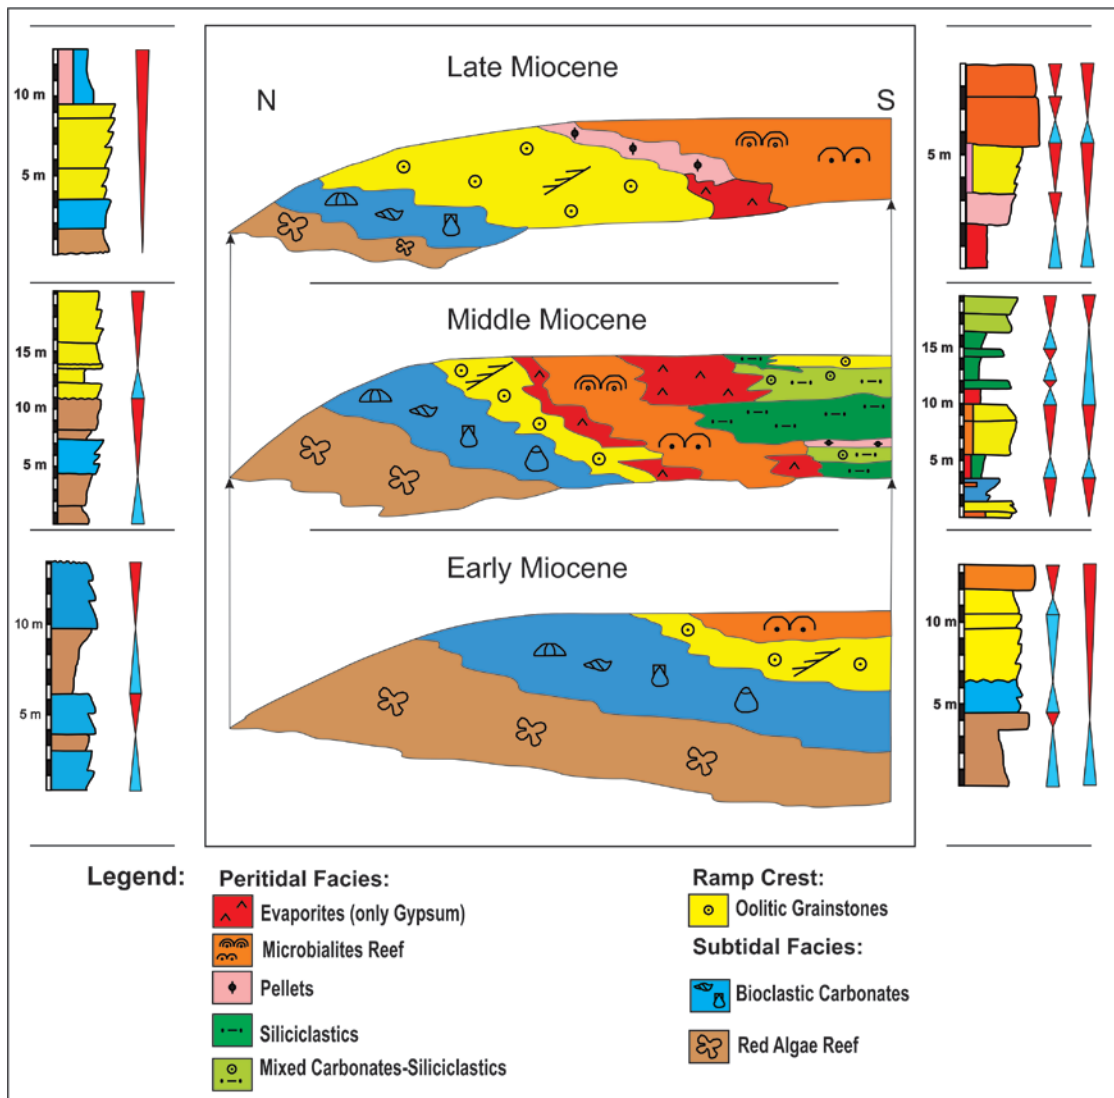 Late Miocene
N
S
10 m
5 m
5 m
Middle Miocene
15 m
10 m
5 m
15 m
10 m
5 m
Early Miocene
10 m
5 m
10 m
5 m
Legend:
Peritidal Facies:
Evaporites (only Gypsum)
Microbialites Reef
Pellets
Siliciclastics
Mixed Carbonates-Siliciclastics
Ramp Crest:
Oolitic Grainstones
Subtidal Facies:
Bioclastic Carbonates
Red Algae Reef